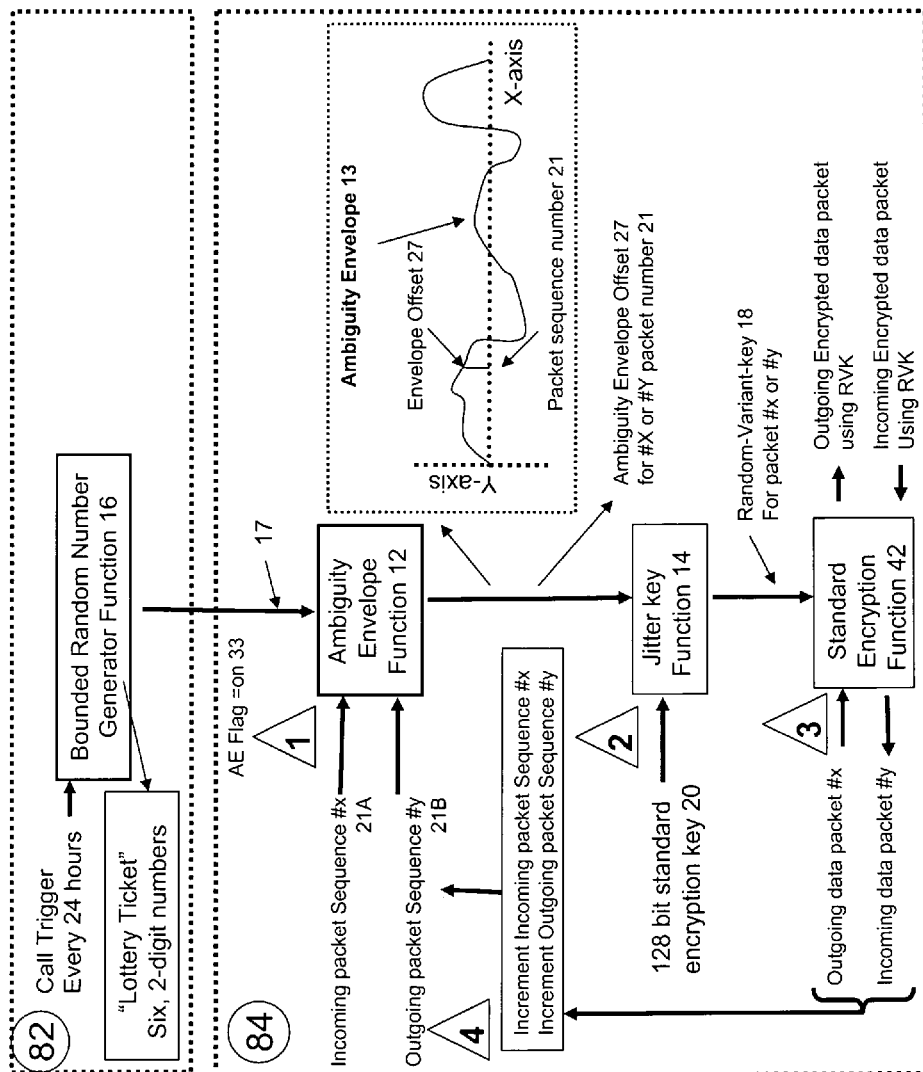 82
Call Trigger
Every 24 hours
Bounded Random Number
Generator Function 16
"Lottery Ticket"
Six, 2-digit numbers
84
AE Flag =on 33
17
1
Incoming packet Sequence #x
21A
Outgoing packet Sequence #y
21B
Ambiguity
Envelope
Function 12
Ambiguity Envelope 13
Envelope Offset 27
Y-axis
X-axis
Packet sequence number 21
Ambiguity Envelope Offset 27
for #X or #Y packet number 21
4
Increment Incoming packet Sequence #x
Increment Outgoing packet Sequence #y
2
128 bit standard
encryption key 20
Jitter key
Function 14
Random-Variant-key 18
For packet #x or #y
3
Outgoing data packet #x
Incoming data packet #y
Standard
Encryption
Function 42
Outgoing Encrypted data packet
using RVK
Incoming Encrypted data packet
Using RVK